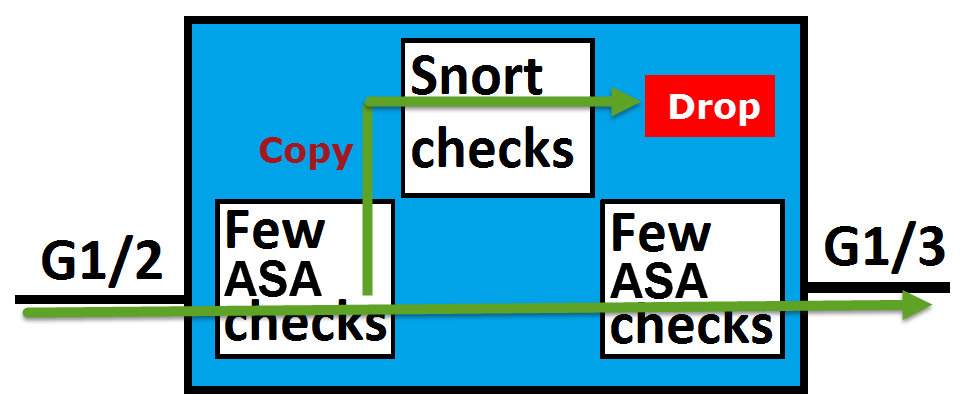 Snort
checks
Drop
Copy
G1/2
Few
ASA
checks
Few
ASA
checks
G1/3